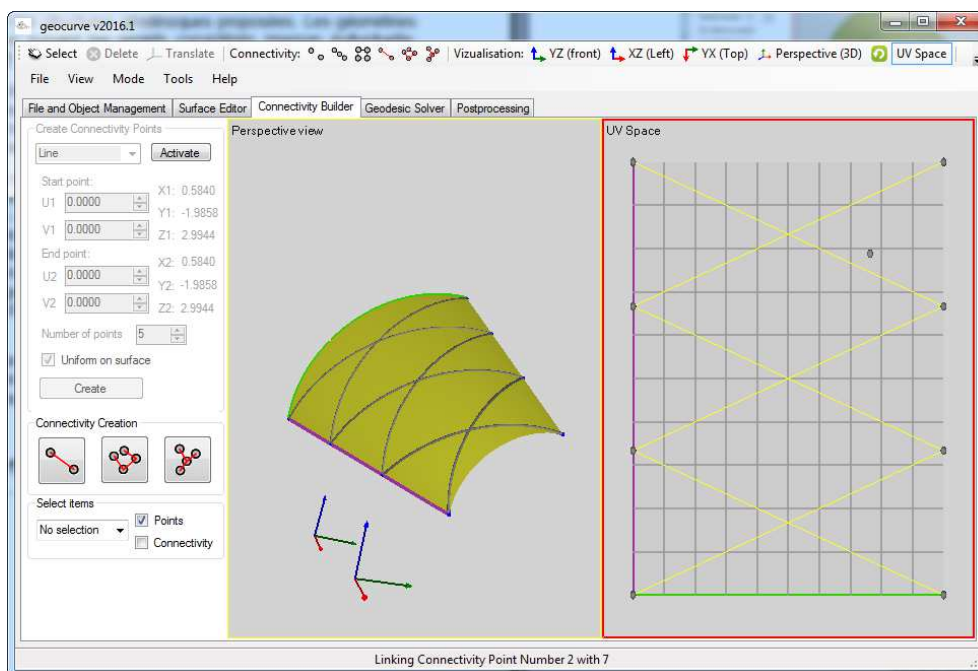 geocurve v2016.1
Select Delete Translate Connectivity: Vizualisation: YZ (front) XZ (Left) YX (Top) Perspective (3D) UV Space
File View Mode Tools Help
File and Object Management Surface Editor Connectivity Builder Geodesic Solver Postprocessing
Create Connectivity Points
Line Activate
Start point:
U1 0.0000
X1: 0.5840
Y1: -1.9858
V1 0.0000
Z1: 2.9944
End point:
U2 0.0000
X2: 0.5840
Y2: -1.9858
V2 0.0000
Z2: 2.9944
Number of points 5
Uniform on surface
Create
Connectivity Creation
Select items
No selection Points
Connectivity
Perspective view
UV Space
Linking Connectivity Point Number 2 with 7